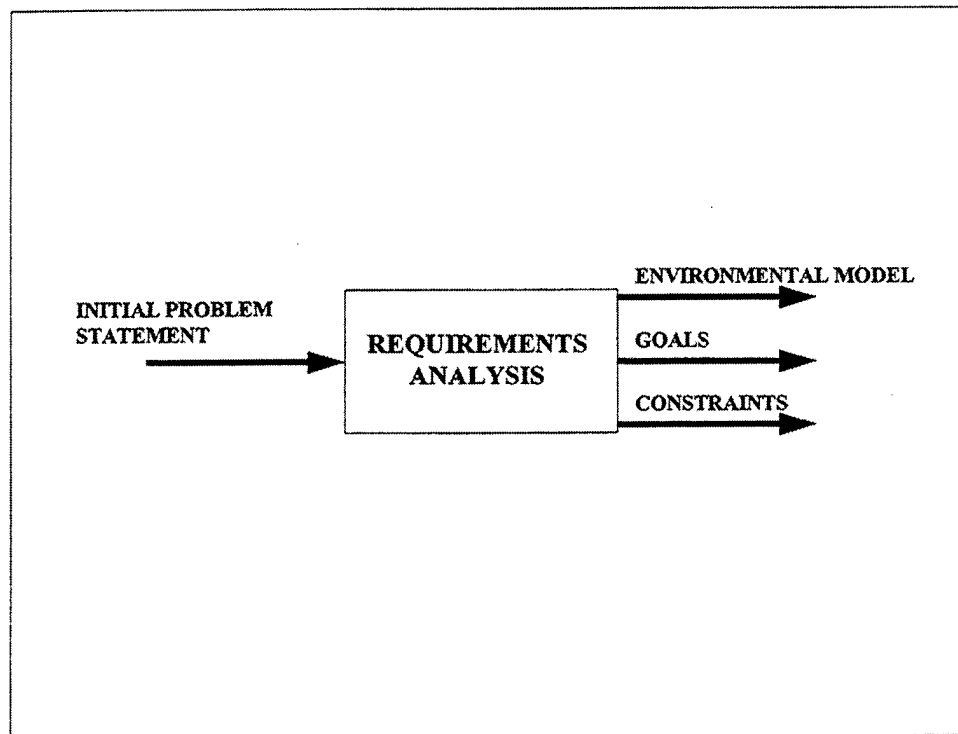 INITIAL PROBLEM
STATEMENT
REQUIREMENTS
ANALYSIS
ENVIRONMENTAL MODEL
GOALS
CONSTRAINTS